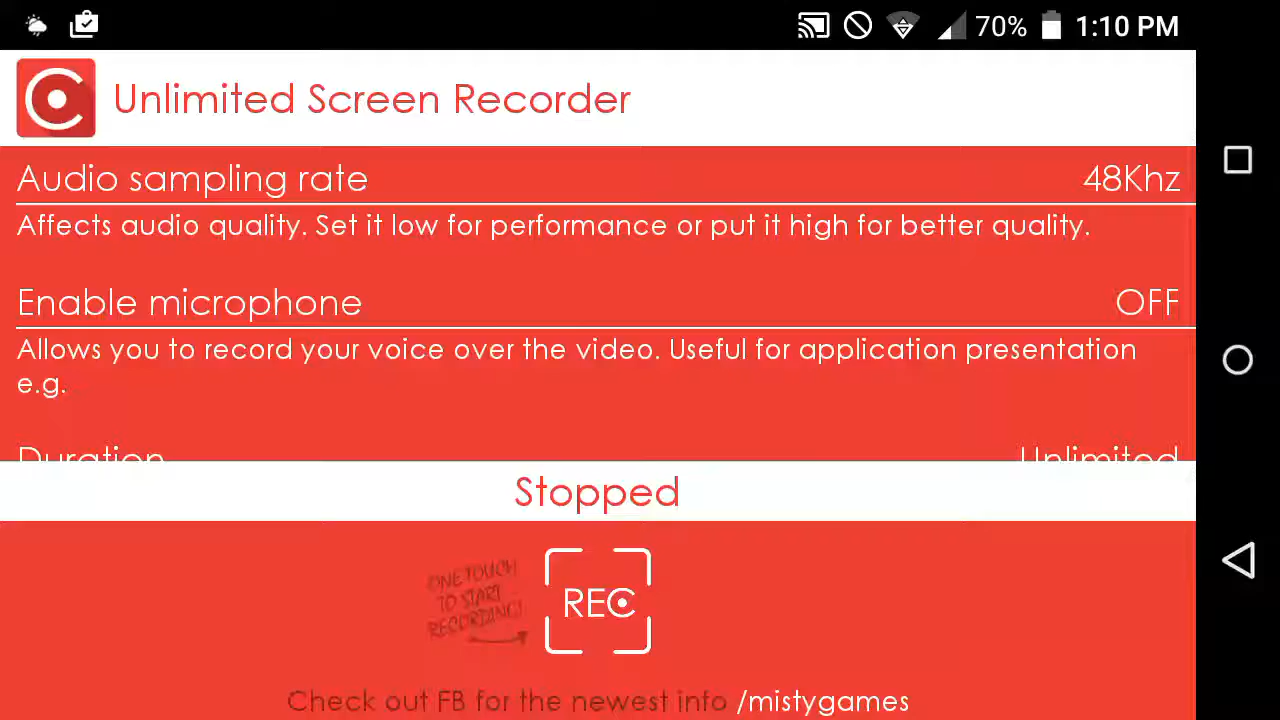 70% 1:10 PM
Unlimited Screen Recorder
Audio sampling rate 48Khz
Affects audio quality. Set it low for performance or put it high for better quality.
Enable microphone OFF
Allows you to record your voice over the video. Useful for application presentation
e.g.
Duration Unlimited
Stopped
ONE TOUCH
TO START
RECORDING!
REC
Check out FB for the newest info /mistygames